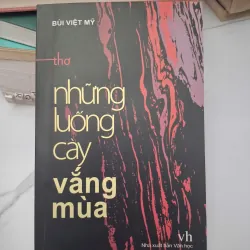 BÙI VIỆT MỸ
thơ
những
luống
cày
vắng
mùa
vh
Nhà xuất bản Văn học